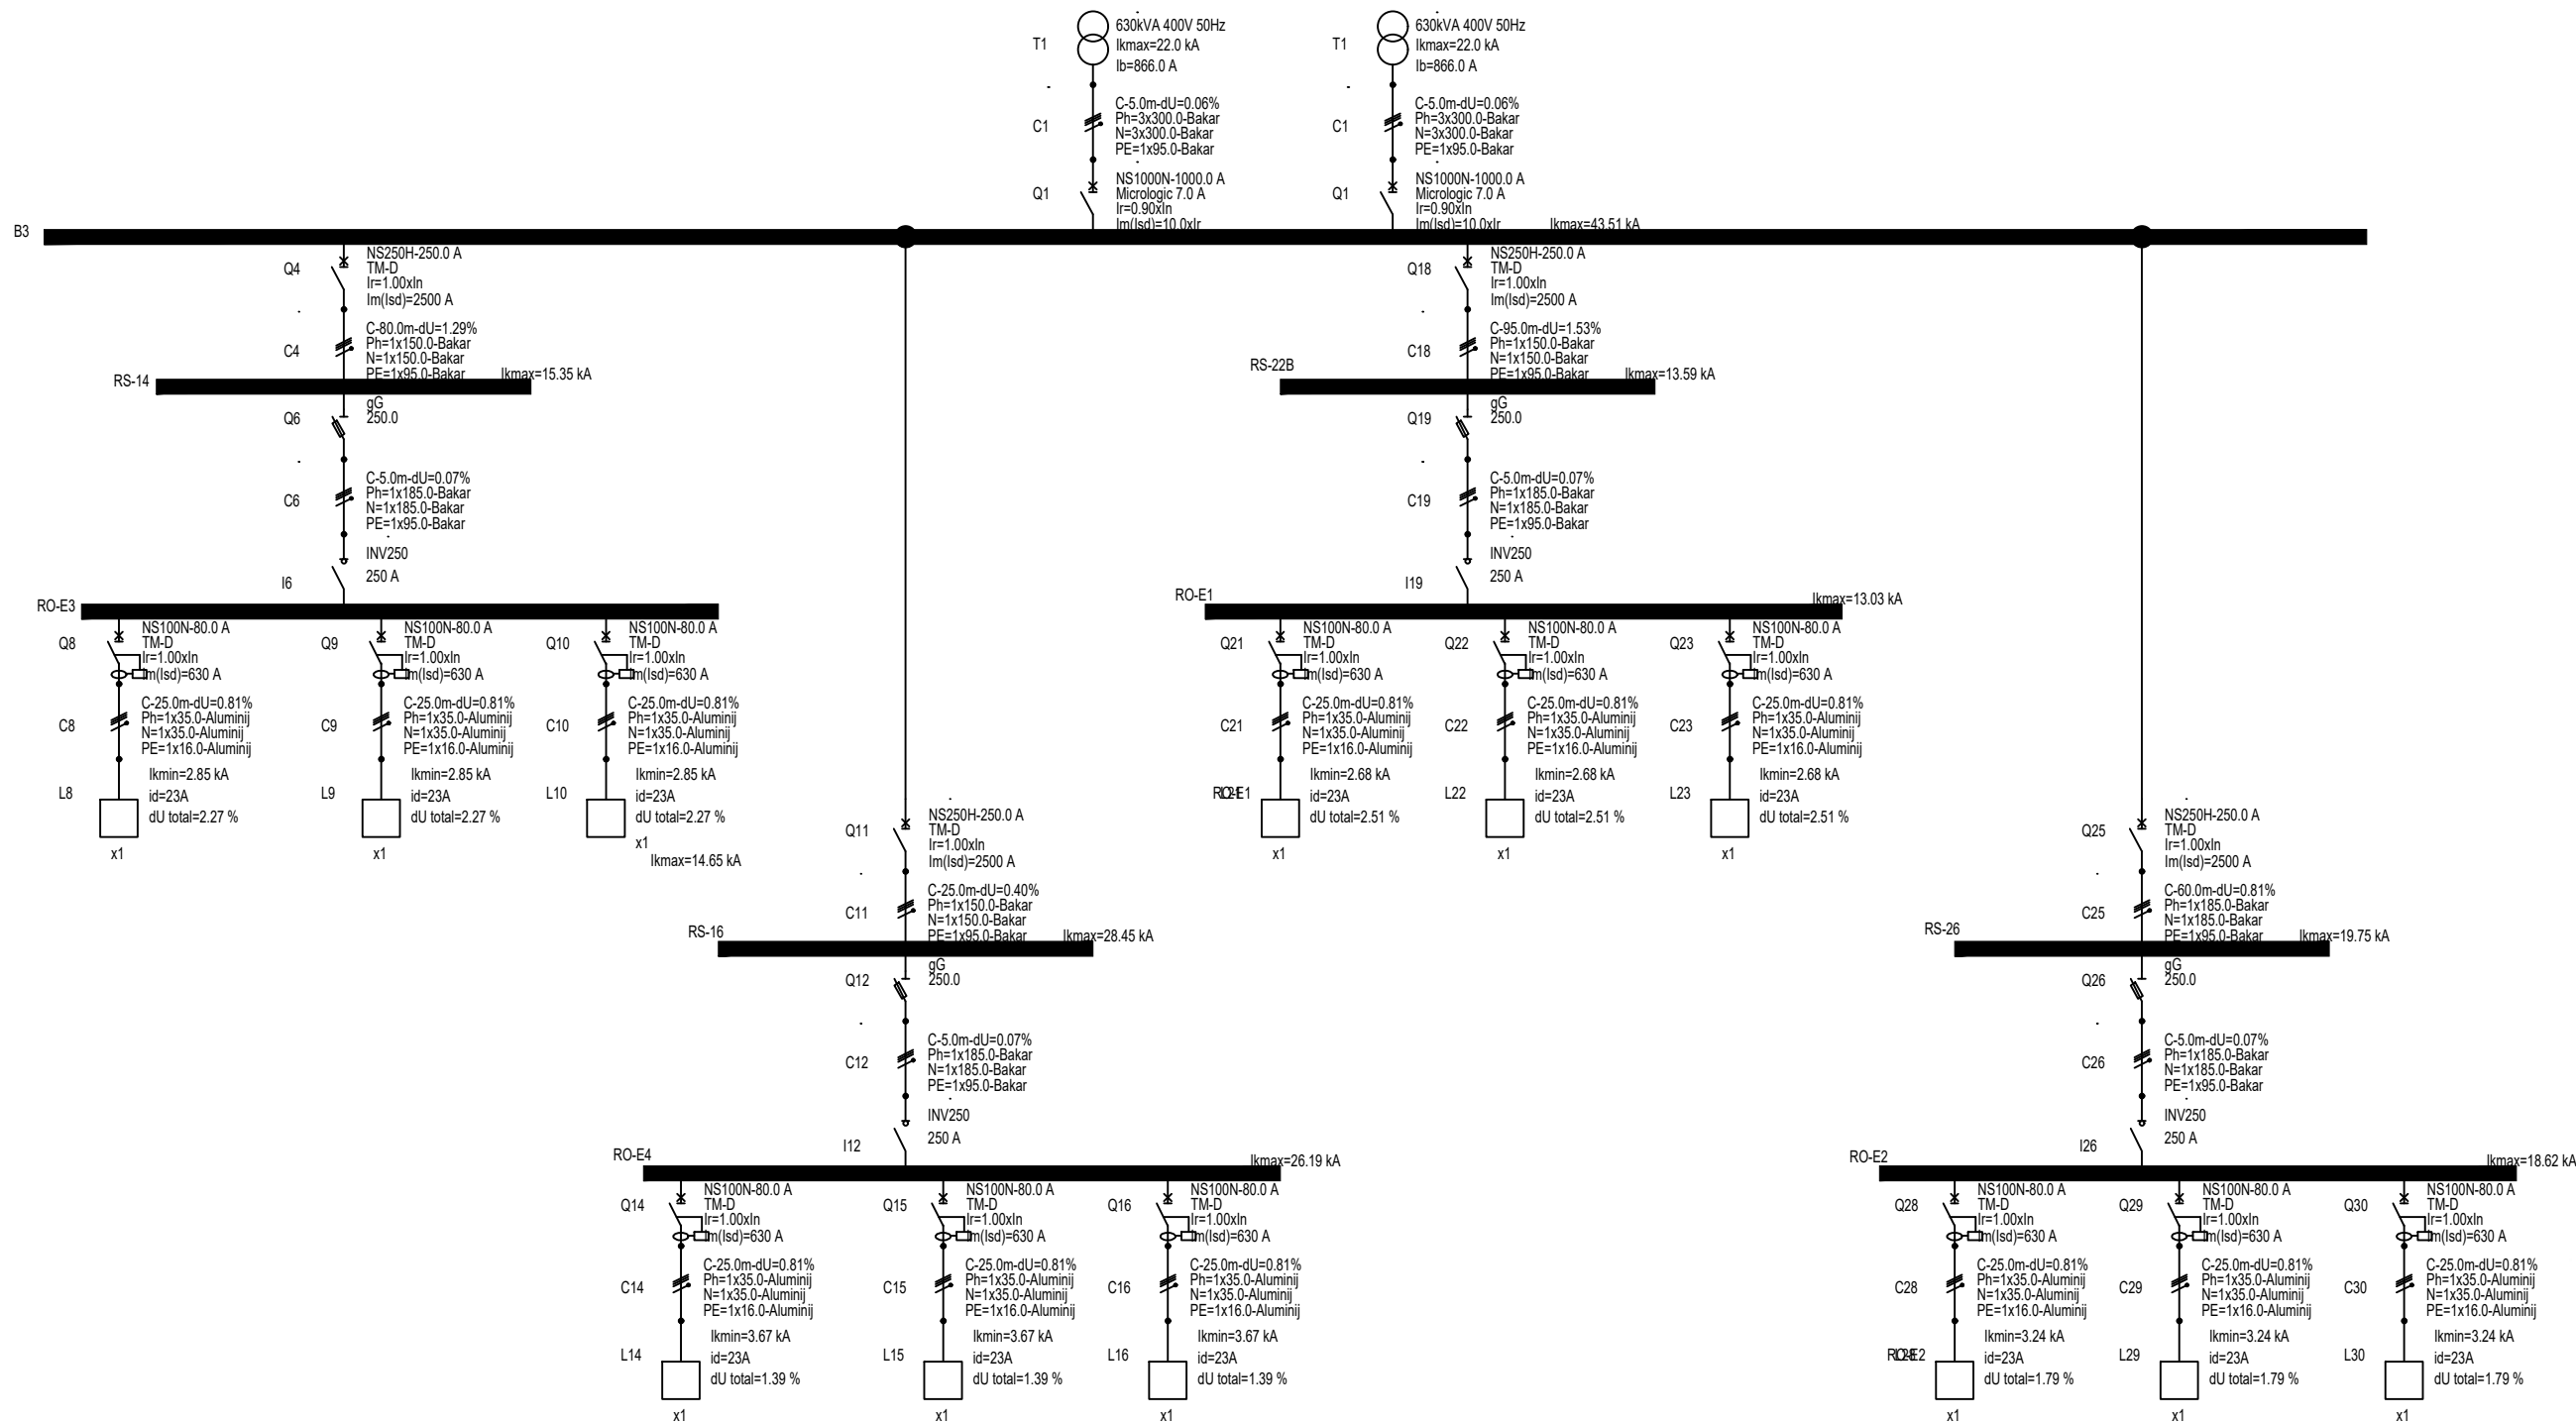 T1
630kVA 400V 50Hz
Ikmax=22.0 kA
Ib=866.0 A
T1
630kVA 400V 50Hz
Ikmax=22.0 kA
Ib=866.0 A
C1
C-5.0m-dU=0.06%
Ph=3x300.0-Bakar
N=3x300.0-Bakar
PE=1x95.0-Bakar
C1
C-5.0m-dU=0.06%
Ph=3x300.0-Bakar
N=3x300.0-Bakar
PE=1x95.0-Bakar
Q1
NS1000N-1000.0 A
Micrologic 7.0 A
Ir=0.90xIn
Im(Isd)=10.0xIr
Q1
NS1000N-1000.0 A
Micrologic 7.0 A
Ir=0.90xIn
Im(Isd)=10.0xIr
Ikmax=43.51 kA
B3
Q4
NS250H-250.0 A
TM-D
Ir=1.00xIn
Im(Isd)=2500 A
C4
C-80.0m-dU=1.29%
Ph=1x150.0-Bakar
N=1x150.0-Bakar
PE=1x95.0-Bakar
RS-14
Ikmax=15.35 kA
Q6
gG
250.0
C6
C-5.0m-dU=0.07%
Ph=1x185.0-Bakar
N=1x185.0-Bakar
PE=1x95.0-Bakar
I6
INV250
250 A
RO-E3
Q8
NS100N-80.0 A
TM-D
Ir=1.00xIn
Im(Isd)=630 A
C8
C-25.0m-dU=0.81%
Ph=1x35.0-Aluminij
N=1x35.0-Aluminij
PE=1x16.0-Aluminij
L8
Ikmin=2.85 kA
id=23A
dU total=2.27 %
x1
Q9
NS100N-80.0 A
TM-D
Ir=1.00xIn
Im(Isd)=630 A
C9
C-25.0m-dU=0.81%
Ph=1x35.0-Aluminij
N=1x35.0-Aluminij
PE=1x16.0-Aluminij
L9
Ikmin=2.85 kA
id=23A
dU total=2.27 %
x1
Q10
NS100N-80.0 A
TM-D
Ir=1.00xIn
Im(Isd)=630 A
C10
C-25.0m-dU=0.81%
Ph=1x35.0-Aluminij
N=1x35.0-Aluminij
PE=1x16.0-Aluminij
L10
Ikmin=2.85 kA
id=23A
dU total=2.27 %
x1
Ikmax=14.65 kA
Q11
NS250H-250.0 A
TM-D
Ir=1.00xIn
Im(Isd)=2500 A
C11
C-25.0m-dU=0.40%
Ph=1x150.0-Bakar
N=1x150.0-Bakar
PE=1x95.0-Bakar
RS-16
Ikmax=28.45 kA
Q12
gG
250.0
C12
C-5.0m-dU=0.07%
Ph=1x185.0-Bakar
N=1x185.0-Bakar
PE=1x95.0-Bakar
I12
INV250
250 A
RO-E4
Ikmax=26.19 kA
Q14
NS100N-80.0 A
TM-D
Ir=1.00xIn
Im(Isd)=630 A
C14
C-25.0m-dU=0.81%
Ph=1x35.0-Aluminij
N=1x35.0-Aluminij
PE=1x16.0-Aluminij
L14
Ikmin=3.67 kA
id=23A
dU total=1.39 %
x1
Q15
NS100N-80.0 A
TM-D
Ir=1.00xIn
Im(Isd)=630 A
C15
C-25.0m-dU=0.81%
Ph=1x35.0-Aluminij
N=1x35.0-Aluminij
PE=1x16.0-Aluminij
L15
Ikmin=3.67 kA
id=23A
dU total=1.39 %
x1
Q16
NS100N-80.0 A
TM-D
Ir=1.00xIn
Im(Isd)=630 A
C16
C-25.0m-dU=0.81%
Ph=1x35.0-Aluminij
N=1x35.0-Aluminij
PE=1x16.0-Aluminij
L16
Ikmin=3.67 kA
id=23A
dU total=1.39 %
x1
Q18
NS250H-250.0 A
TM-D
Ir=1.00xIn
Im(Isd)=2500 A
C18
C-95.0m-dU=1.53%
Ph=1x150.0-Bakar
N=1x150.0-Bakar
PE=1x95.0-Bakar
RS-22B
Ikmax=13.59 kA
Q19
gG
250.0
C19
C-5.0m-dU=0.07%
Ph=1x185.0-Bakar
N=1x185.0-Bakar
PE=1x95.0-Bakar
I19
INV250
250 A
RO-E1
Ikmax=13.03 kA
Q21
NS100N-80.0 A
TM-D
Ir=1.00xIn
Im(Isd)=630 A
C21
C-25.0m-dU=0.81%
Ph=1x35.0-Aluminij
N=1x35.0-Aluminij
PE=1x16.0-Aluminij
RO-E1
Ikmin=2.68 kA
id=23A
dU total=2.51 %
x1
Q22
NS100N-80.0 A
TM-D
Ir=1.00xIn
Im(Isd)=630 A
C22
C-25.0m-dU=0.81%
Ph=1x35.0-Aluminij
N=1x35.0-Aluminij
PE=1x16.0-Aluminij
L22
Ikmin=2.68 kA
id=23A
dU total=2.51 %
x1
Q23
NS100N-80.0 A
TM-D
Ir=1.00xIn
Im(Isd)=630 A
C23
C-25.0m-dU=0.81%
Ph=1x35.0-Aluminij
N=1x35.0-Aluminij
PE=1x16.0-Aluminij
L23
Ikmin=2.68 kA
id=23A
dU total=2.51 %
x1
Q25
NS250H-250.0 A
TM-D
Ir=1.00xIn
Im(Isd)=2500 A
C25
C-60.0m-dU=0.81%
Ph=1x185.0-Bakar
N=1x185.0-Bakar
PE=1x95.0-Bakar
RS-26
Ikmax=19.75 kA
Q26
gG
250.0
C26
C-5.0m-dU=0.07%
Ph=1x185.0-Bakar
N=1x185.0-Bakar
PE=1x95.0-Bakar
I26
INV250
250 A
RO-E2
Ikmax=18.62 kA
Q28
NS100N-80.0 A
TM-D
Ir=1.00xIn
Im(Isd)=630 A
C28
C-25.0m-dU=0.81%
Ph=1x35.0-Aluminij
N=1x35.0-Aluminij
PE=1x16.0-Aluminij
RO-E2
Ikmin=3.24 kA
id=23A
dU total=1.79 %
x1
Q29
NS100N-80.0 A
TM-D
Ir=1.00xIn
Im(Isd)=630 A
C29
C-25.0m-dU=0.81%
Ph=1x35.0-Aluminij
N=1x35.0-Aluminij
PE=1x16.0-Aluminij
L29
Ikmin=3.24 kA
id=23A
dU total=1.79 %
x1
Q30
NS100N-80.0 A
TM-D
Ir=1.00xIn
Im(Isd)=630 A
C30
C-25.0m-dU=0.81%
Ph=1x35.0-Aluminij
N=1x35.0-Aluminij
PE=1x16.0-Aluminij
L30
Ikmin=3.24 kA
id=23A
dU total=1.79 %
x1